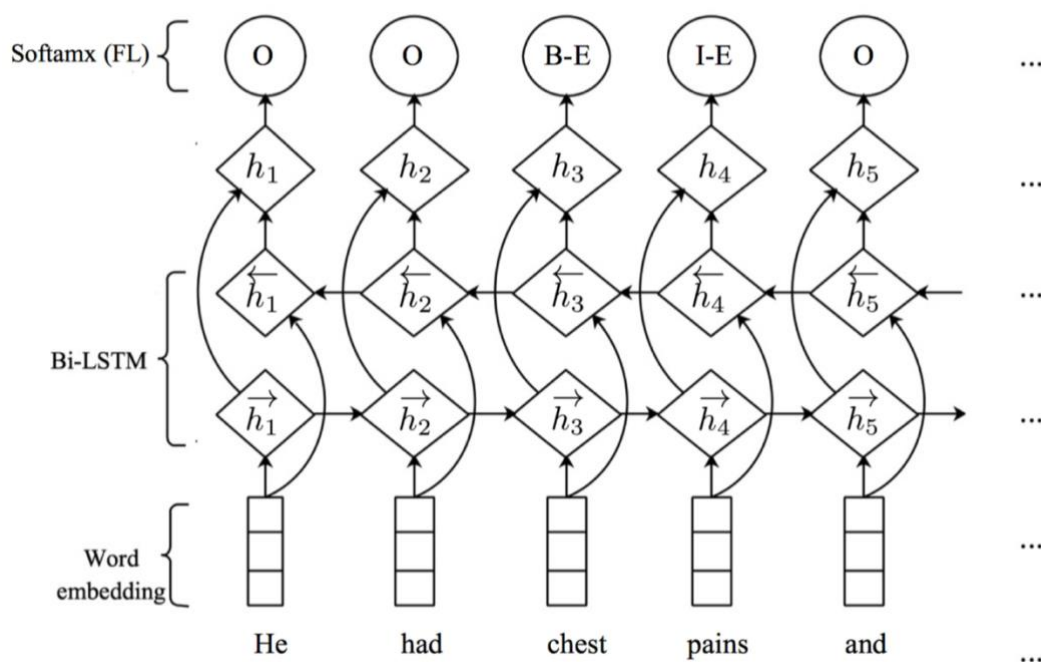 Softamx (FL) O O B-E I-E O ...
h₁ h₂ h₃ h₄ h₅ ...
Bi-LSTM
←h₁ ←h₂ ←h₃ ←h₄ ←h₅ ...
→h₁ →h₂ →h₃ →h₄ →h₅ ...
Word
embedding
...
He had chest pains and ...